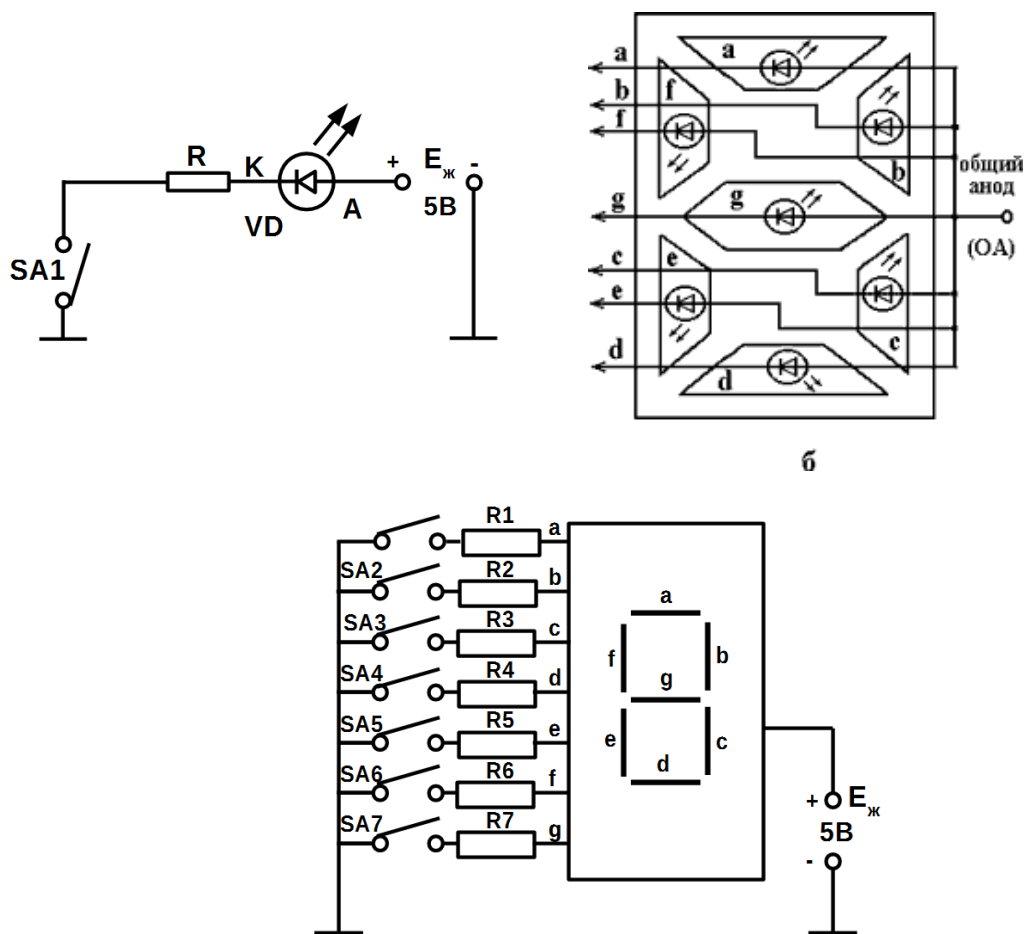 R
K
VD
A
+
Eж
-
5В
SA1
a
b
f
g
c
e
d
a
f
b
g
e
c
d
общий
анод
(ОА)
б
R1
a
SA2
R2
b
SA3
R3
c
SA4
R4
d
SA5
R5
e
SA6
R6
f
SA7
R7
g
a
f
b
g
e
c
d
+
Eж
5В
-